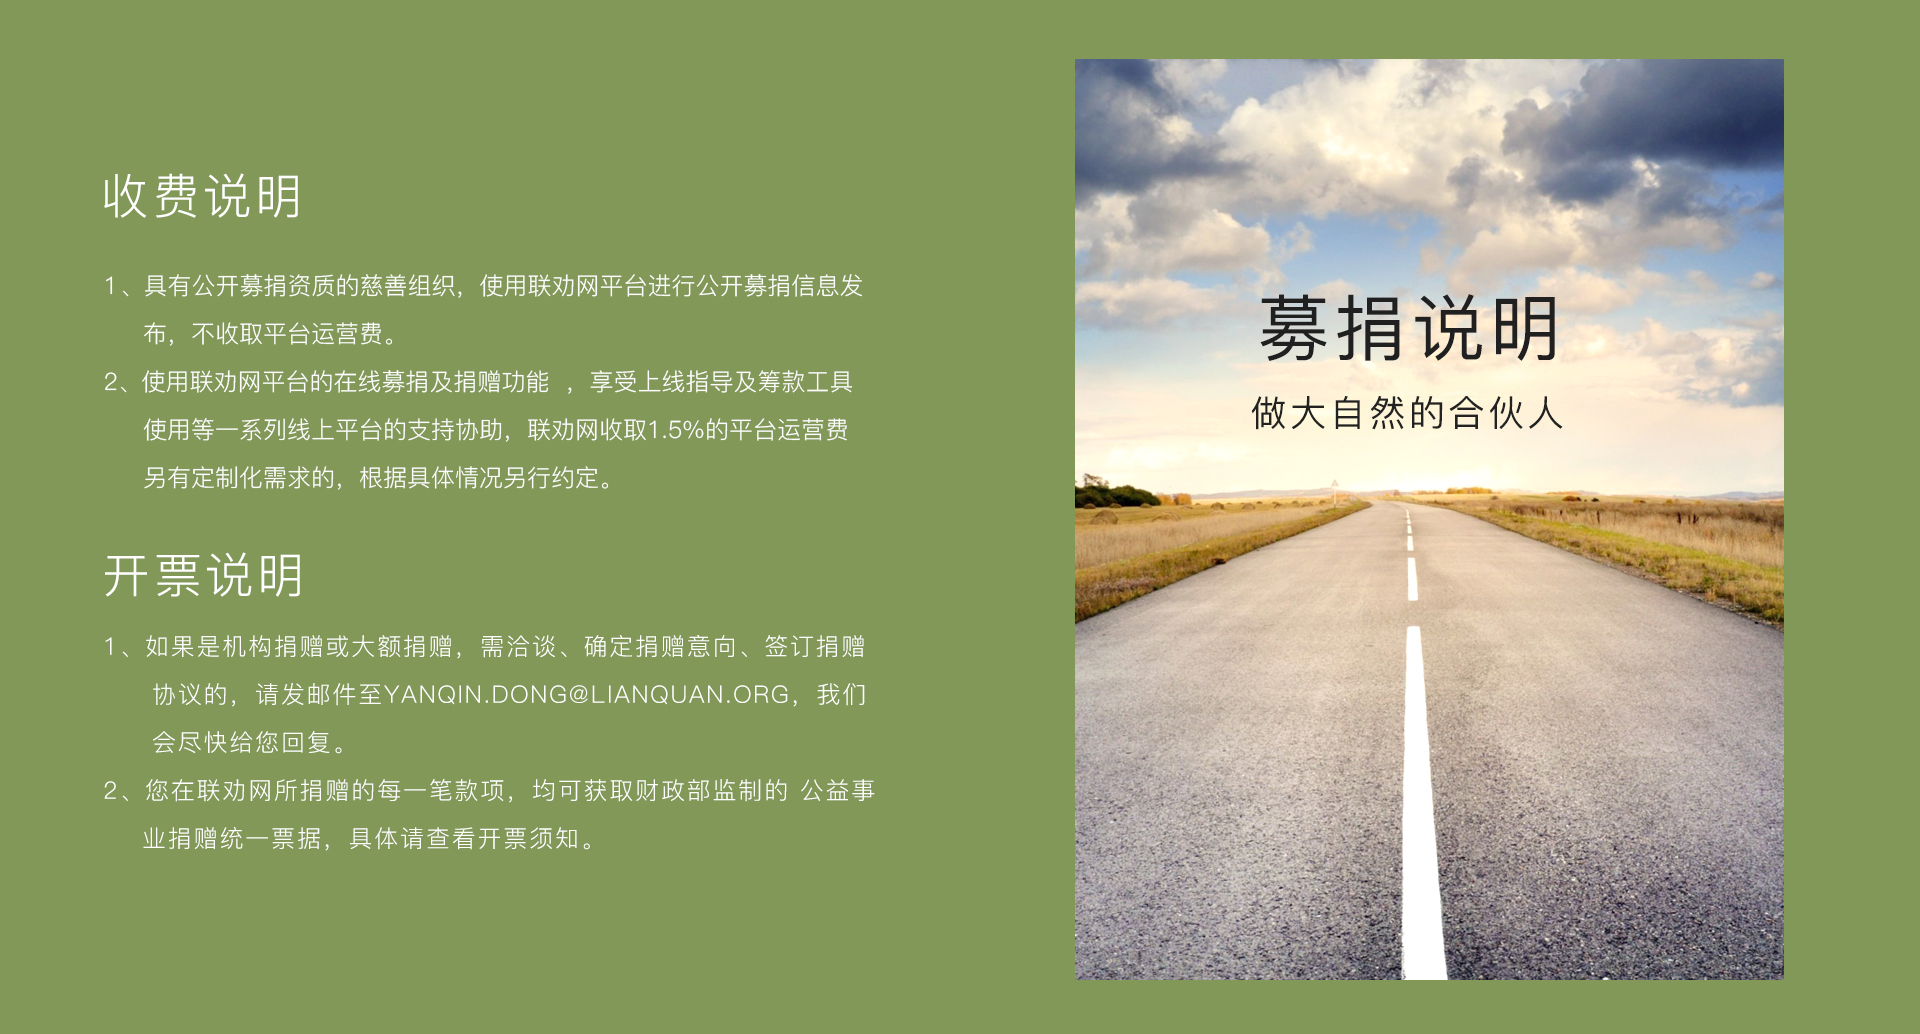 收费说明
1、具有公开募捐资质的慈善组织，使用联劝网平台进行公开募捐信息发
布，不收取平台运营费。
2、使用联劝网平台的在线募捐及捐赠功能 ，享受上线指导及筹款工具
使用等一系列线上平台的支持协助，联劝网收取1.5%的平台运营费
另有定制化需求的，根据具体情况另行约定。
开票说明
1、如果是机构捐赠或大额捐赠，需洽谈、确定捐赠意向、签订捐赠
协议的，请发邮件至YANQIN.DONG@LIANQUAN.ORG，我们
会尽快给您回复。
2、您在联劝网所捐赠的每一笔款项，均可获取财政部监制的 公益事
业捐赠统一票据，具体请查看开票须知。
募捐说明
做大自然的合伙人